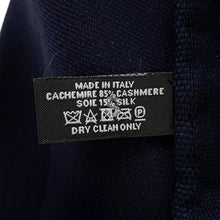 MADE IN ITALY
CACHEMIRE 85% CASHMERE
SOIE 15% SILK
DRY CLEAN ONLY